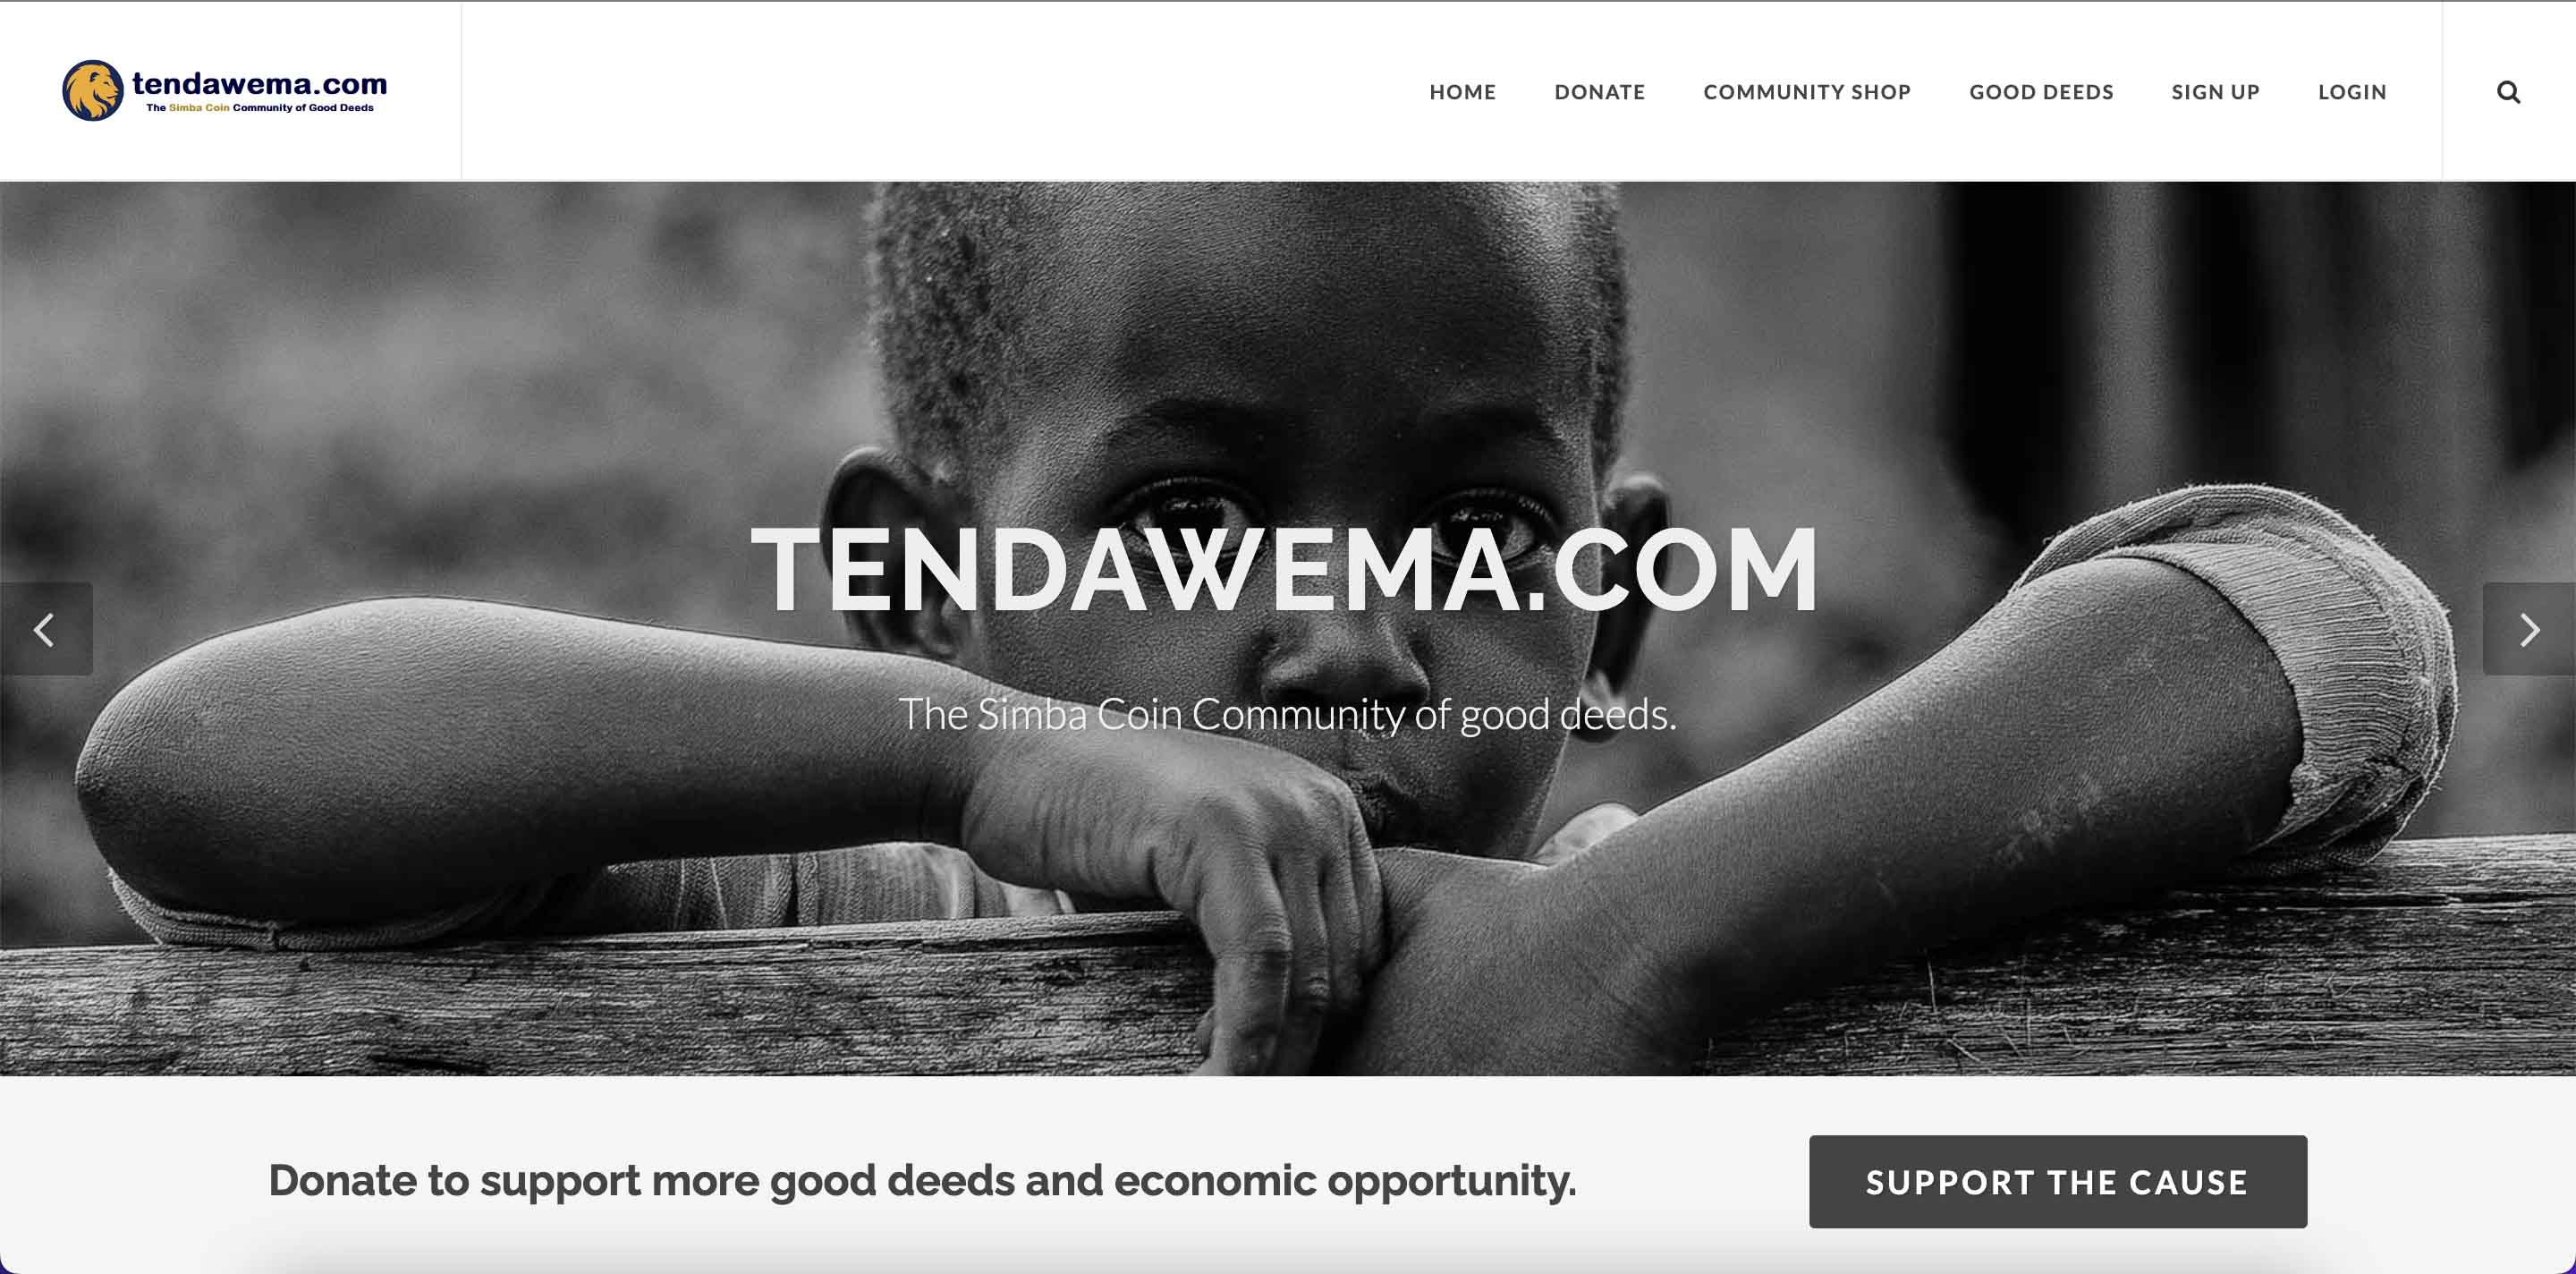 tendawema.com
The Simba Coin Community of Good Deeds
HOME DONATE COMMUNITY SHOP GOOD DEEDS SIGN UP LOGIN
TENDAWEMA.COM
The Simba Coin Community of good deeds.
Donate to support more good deeds and economic opportunity.
SUPPORT THE CAUSE